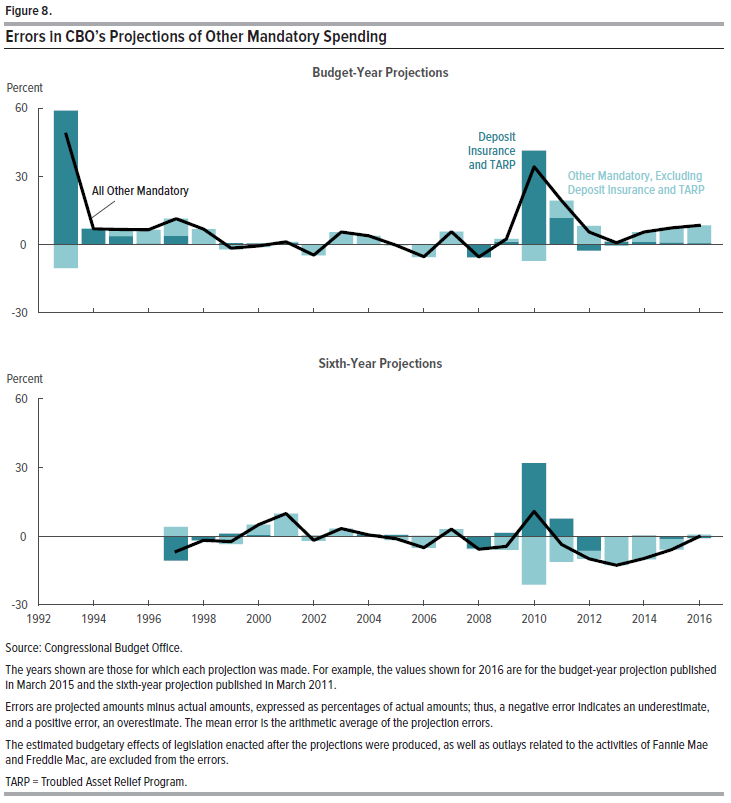 Figure 8.
Errors in CBO's Projections of Other Mandatory Spending
Budget-Year Projections
Percent
60
Deposit
Insurance
and TARP
30
Other Mandatory, Excluding
Deposit Insurance and TARP
All Other Mandatory
0
-30
Sixth-Year Projections
Percent
60
30
0
-30
1992 1994 1996 1998 2000 2002 2004 2006 2008 2010 2012 2014 2016
Source: Congressional Budget Office.
The years shown are those for which each projection was made. For example, the values shown for 2016 are for the budget-year projection published
in March 2015 and the sixth-year projection published in March 2011.
Errors are projected amounts minus actual amounts, expressed as percentages of actual amounts; thus, a negative error indicates an underestimate,
and a positive error, an overestimate. The mean error is the arithmetic average of the projection errors.
The estimated budgetary effects of legislation enacted after the projections were produced, as well as outlays related to the activities of Fannie Mae
and Freddie Mac, are excluded from the errors.
TARP = Troubled Asset Relief Program.